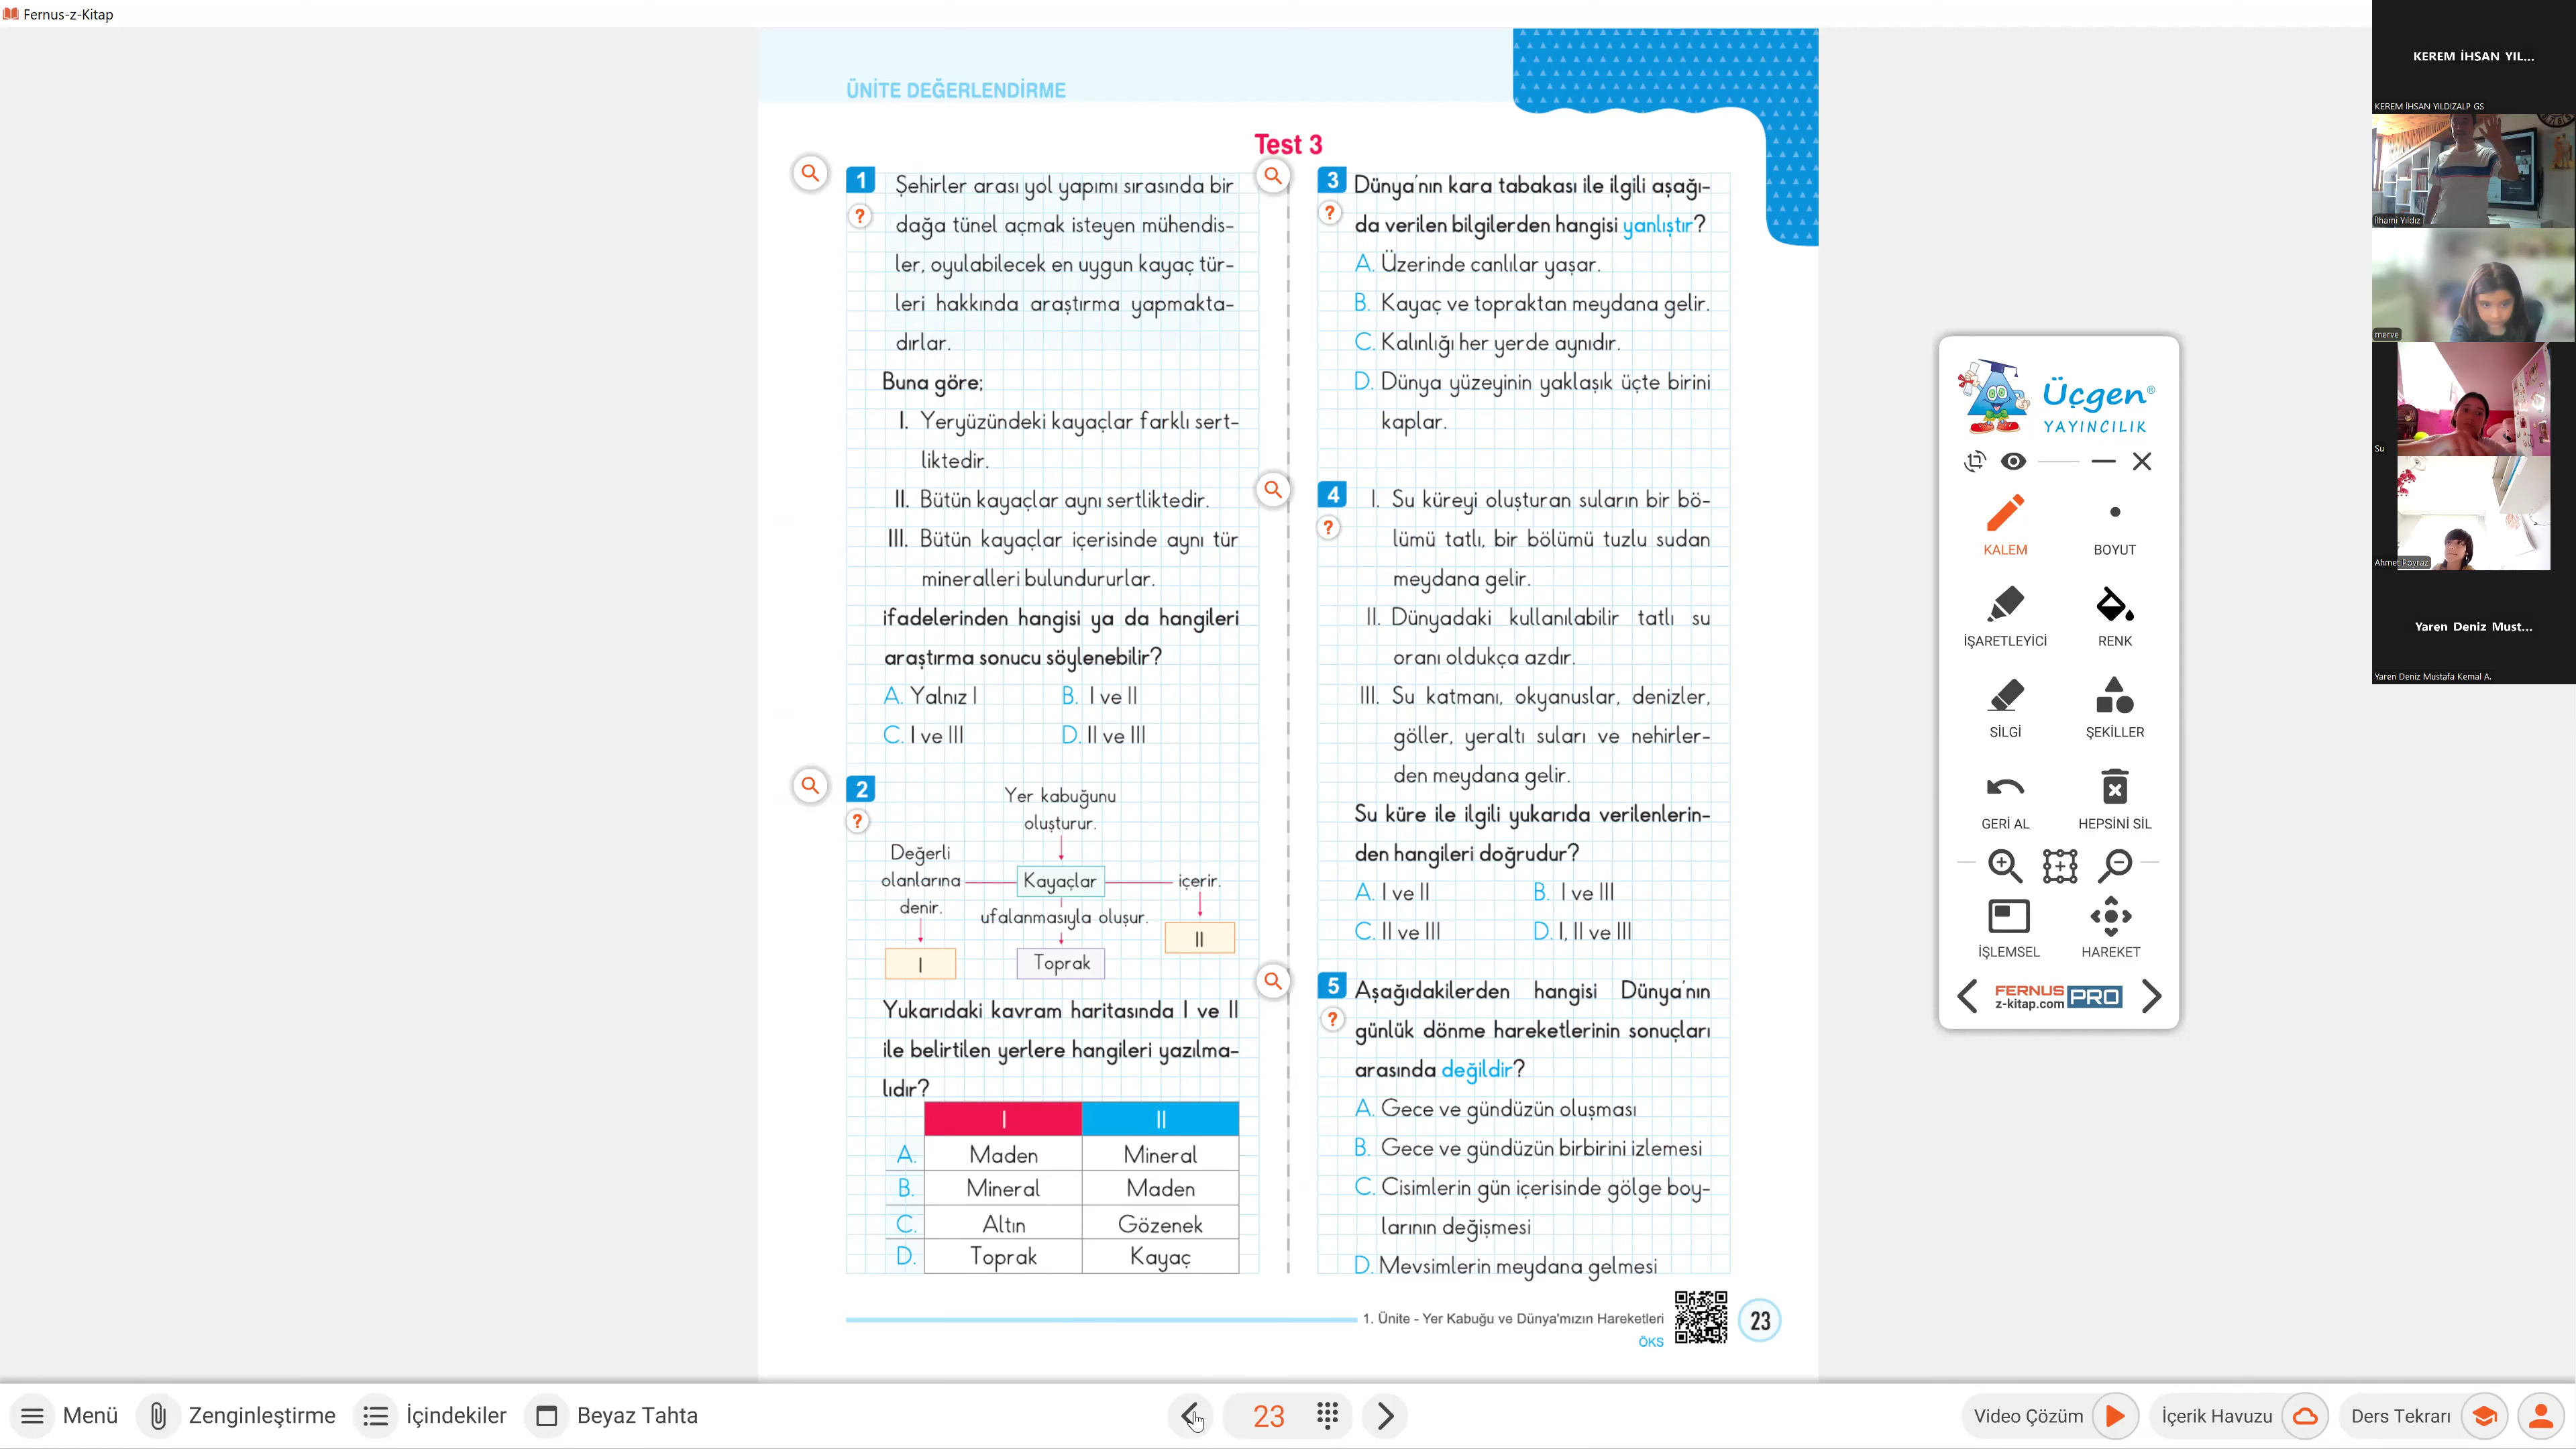 Fernus-z-Kitap
ÜNİTE DEĞERLENDİRME
Test 3
1
Şehirler arası yol yapımı sırasında bir
dağa tünel açmak isteyen mühendis-
ler, oyulabilecek en uygun kayaç tür-
leri hakkında araştırma yapmakta-
dırlar.
Buna göre;
I. Yeryüzündeki kayaçlar farklı sert-
liktedir.
II. Bütün kayaçlar aynı sertliktedir.
III. Bütün kayaçlar içerisinde aynı tür
mineralleri bulundururlar.
ifadelerinden hangisi ya da hangileri
araştırma sonucu söylenebilir?
A. Yalnız I B. I ve II
C. I ve III D. II ve III
2
Yer kabuğunu
oluşturur.
Değerli
olanlarına
denir.
Kayaçlar
içerir.
ufalanmasıyla oluşur.
I
Toprak
II
Yukarıdaki kavram haritasında I ve II
ile belirtilen yerlere hangileri yazılma-
lıdır?
I II
A. Maden Mineral
B. Mineral Maden
C. Altın Gözenek
D. Toprak Kayaç
3 Dünya'nın kara tabakası ile ilgili aşağı-
da verilen bilgilerden hangisi yanlıştır?
A. Üzerinde canlılar yaşar.
B. Kayaç ve topraktan meydana gelir.
C. Kalınlığı her yerde aynıdır.
D. Dünya yüzeyinin yaklaşık üçte birini
kaplar.
4 I. Su küreyi oluşturan suların bir bö-
lümü tatlı, bir bölümü tuzlu sudan
meydana gelir.
II. Dünyadaki kullanılabilir tatlı su
oranı oldukça azdır.
III. Su katmanı, okyanuslar, denizler,
göller, yeraltı suları ve nehirler-
den meydana gelir.
Su küre ile ilgili yukarıda verilenlerin-
den hangileri doğrudur?
A. I ve II B. I ve III
C. II ve III D. I, II ve III
5 Aşağıdakilerden hangisi Dünya'nın
günlük dönme hareketlerinin sonuçları
arasında değildir?
A. Gece ve gündüzün oluşması
B. Gece ve gündüzün birbirini izlemesi
C. Cisimlerin gün içerisinde gölge boy-
larının değişmesi
D. Mevsimlerin meydana gelmesi
1. Ünite - Yer Kabuğu ve Dünya'mızın Hareketleri
ÖKS
23
Üçgen®
YAYINCILIK
KALEM BOYUT
İŞARETLEYİCİ RENK
SİLGİ ŞEKİLLER
GERİ AL HEPSİNİ SİL
İŞLEMSEL HAREKET
FERNUS
z-kitap.com PRO
KEREM İHSAN YIL...
KEREM İHSAN YILDIZALP GS
İlhami Yıldız
merve
Su
Ahmet Poyraz
Yaren Deniz Must...
Yaren Deniz Mustafa Kemal A.
Menü Zenginleştirme İçindekiler Beyaz Tahta
23
Video Çözüm İçerik Havuzu Ders Tekrarı